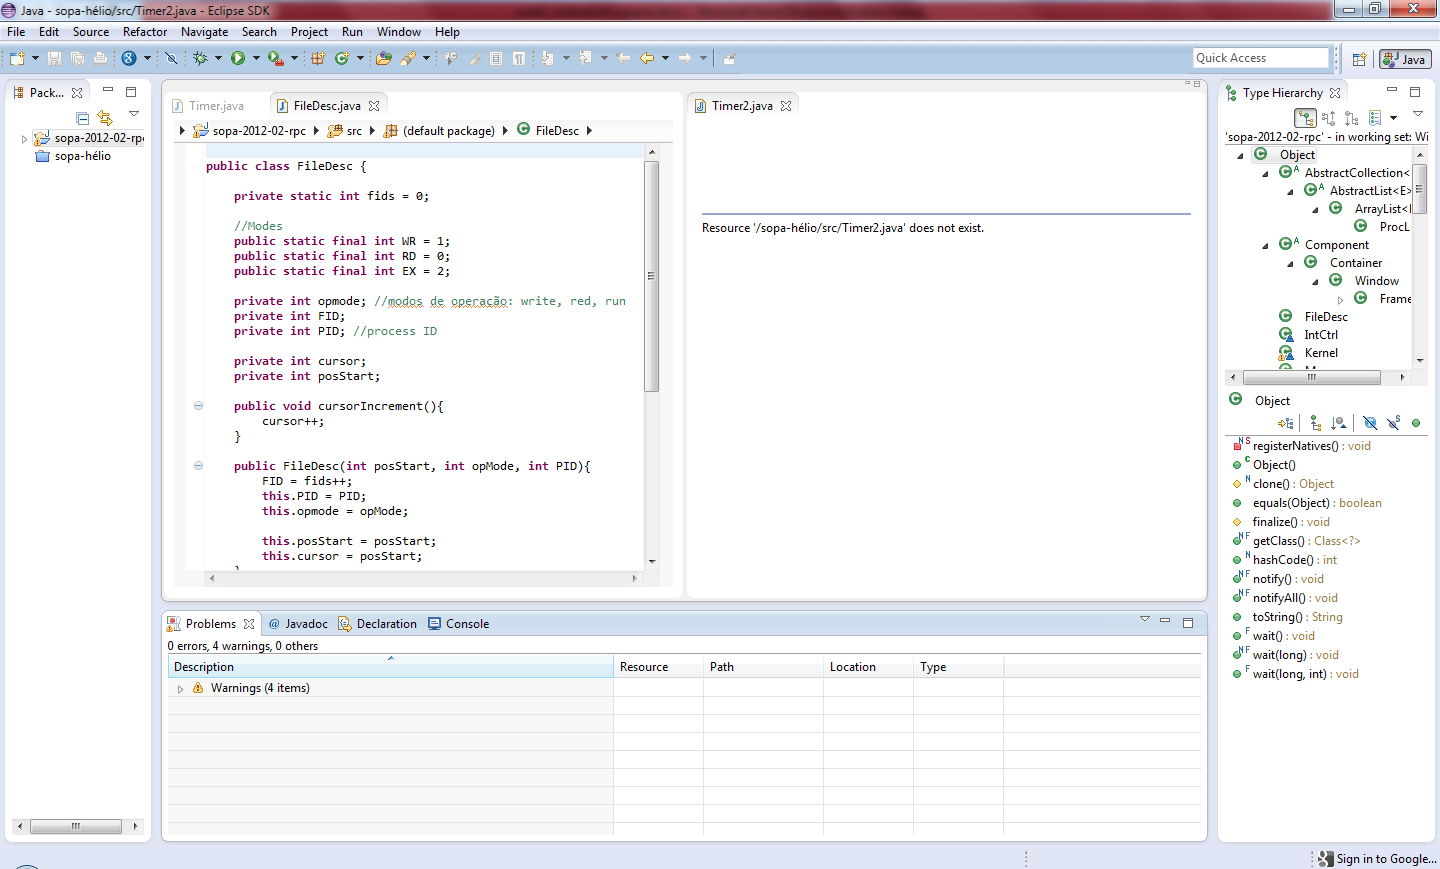 Java - sopa-hélio/src/Timer2.java - Eclipse SDK
File Edit Source Refactor Navigate Search Project Run Window Help
Quick Access
Java
Pack...
sopa-2012-02-rp
sopa-hélio
Timer.java
FileDesc.java
sopa-2012-02-rpc
src
(default package)
FileDesc
public class FileDesc {
private static int fids = 0;
//Modes
public static final int WR = 1;
public static final int RD = 0;
public static final int EX = 2;
private int opmode; //modos de operacão: write, red, run
private int FID;
private int PID; //process ID
private int cursor;
private int posStart;
public void cursorIncrement(){
cursor++;
}
public FileDesc(int posStart, int opMode, int PID){
FID = fids++;
this.PID = PID;
this.opmode = opMode;
this.posStart = posStart;
this.cursor = posStart;
Timer2.java
Resource '/sopa-hélio/src/Timer2.java' does not exist.
Problems
@ Javadoc
Declaration
Console
0 errors, 4 warnings, 0 others
Description Resource Path Location Type
Warnings (4 items)
Type Hierarchy
'sopa-2012-02-rpc' - in working set: Wi
Object
AbstractCollection<
AbstractList<E>
ArrayList<
ProcL
Component
Container
Window
Frame
FileDesc
IntCtrl
Kernel
Object
registerNatives() : void
Object()
clone() : Object
equals(Object) : boolean
finalize() : void
getClass() : Class<?>
hashCode() : int
notify() : void
notifyAll() : void
toString() : String
wait() : void
wait(long) : void
wait(long, int) : void
Sign in to Google...